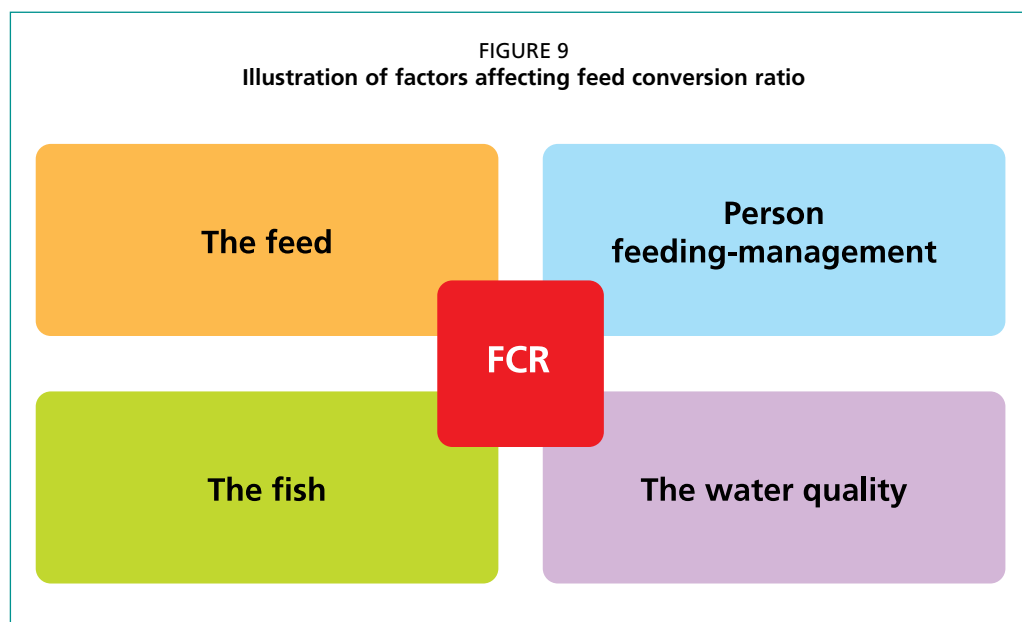 FIGURE 9
Illustration of factors affecting feed conversion ratio
The feed
Person
feeding-management
FCR
The fish
The water quality